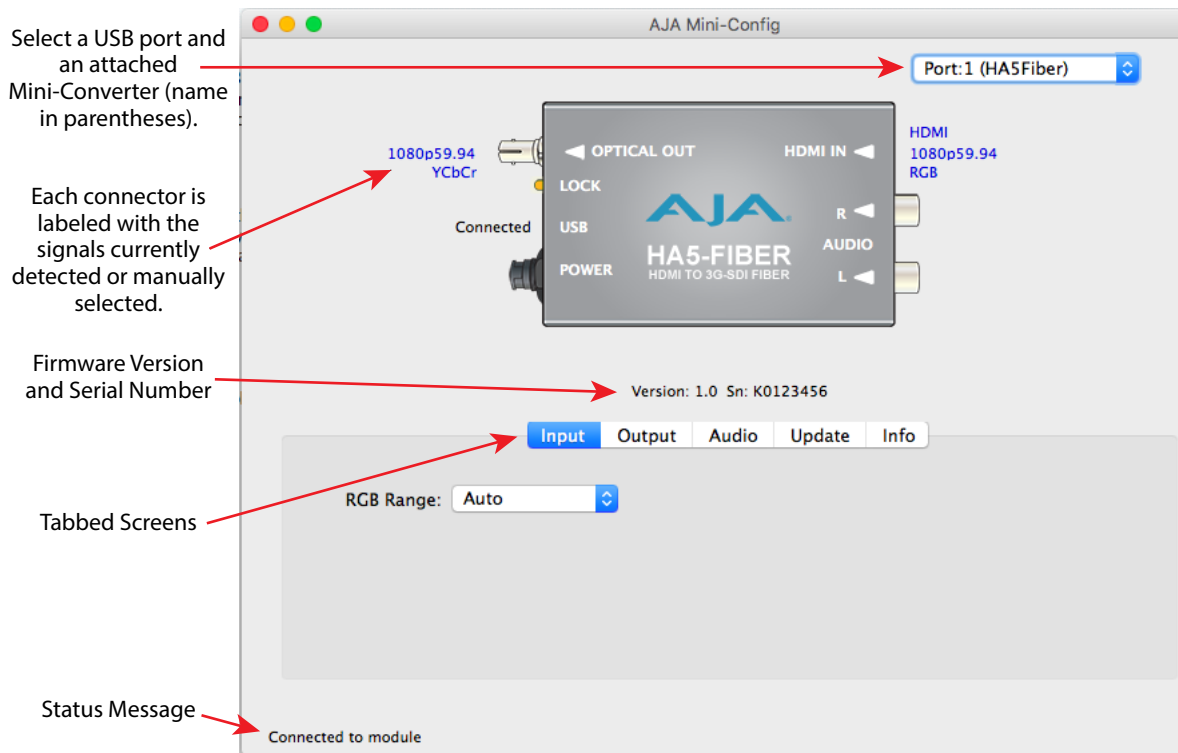 AJA Mini-Config
Select a USB port and
an attached
Mini-Converter (name
in parentheses).
Port:1 (HA5Fiber)
1080p59.94
YCbCr
OPTICAL OUT
HDMI IN
HDMI
1080p59.94
RGB
LOCK
Each connector is
labeled with the
signals currently
detected or manually
selected.
Connected
USB
AJA
R
AUDIO
HA5-FIBER
HDMI TO 3G-SDI FIBER
POWER
L
Firmware Version
and Serial Number
Version: 1.0 Sn: K0123456
Input Output Audio Update Info
RGB Range: Auto
Tabbed Screens
Status Message
Connected to module